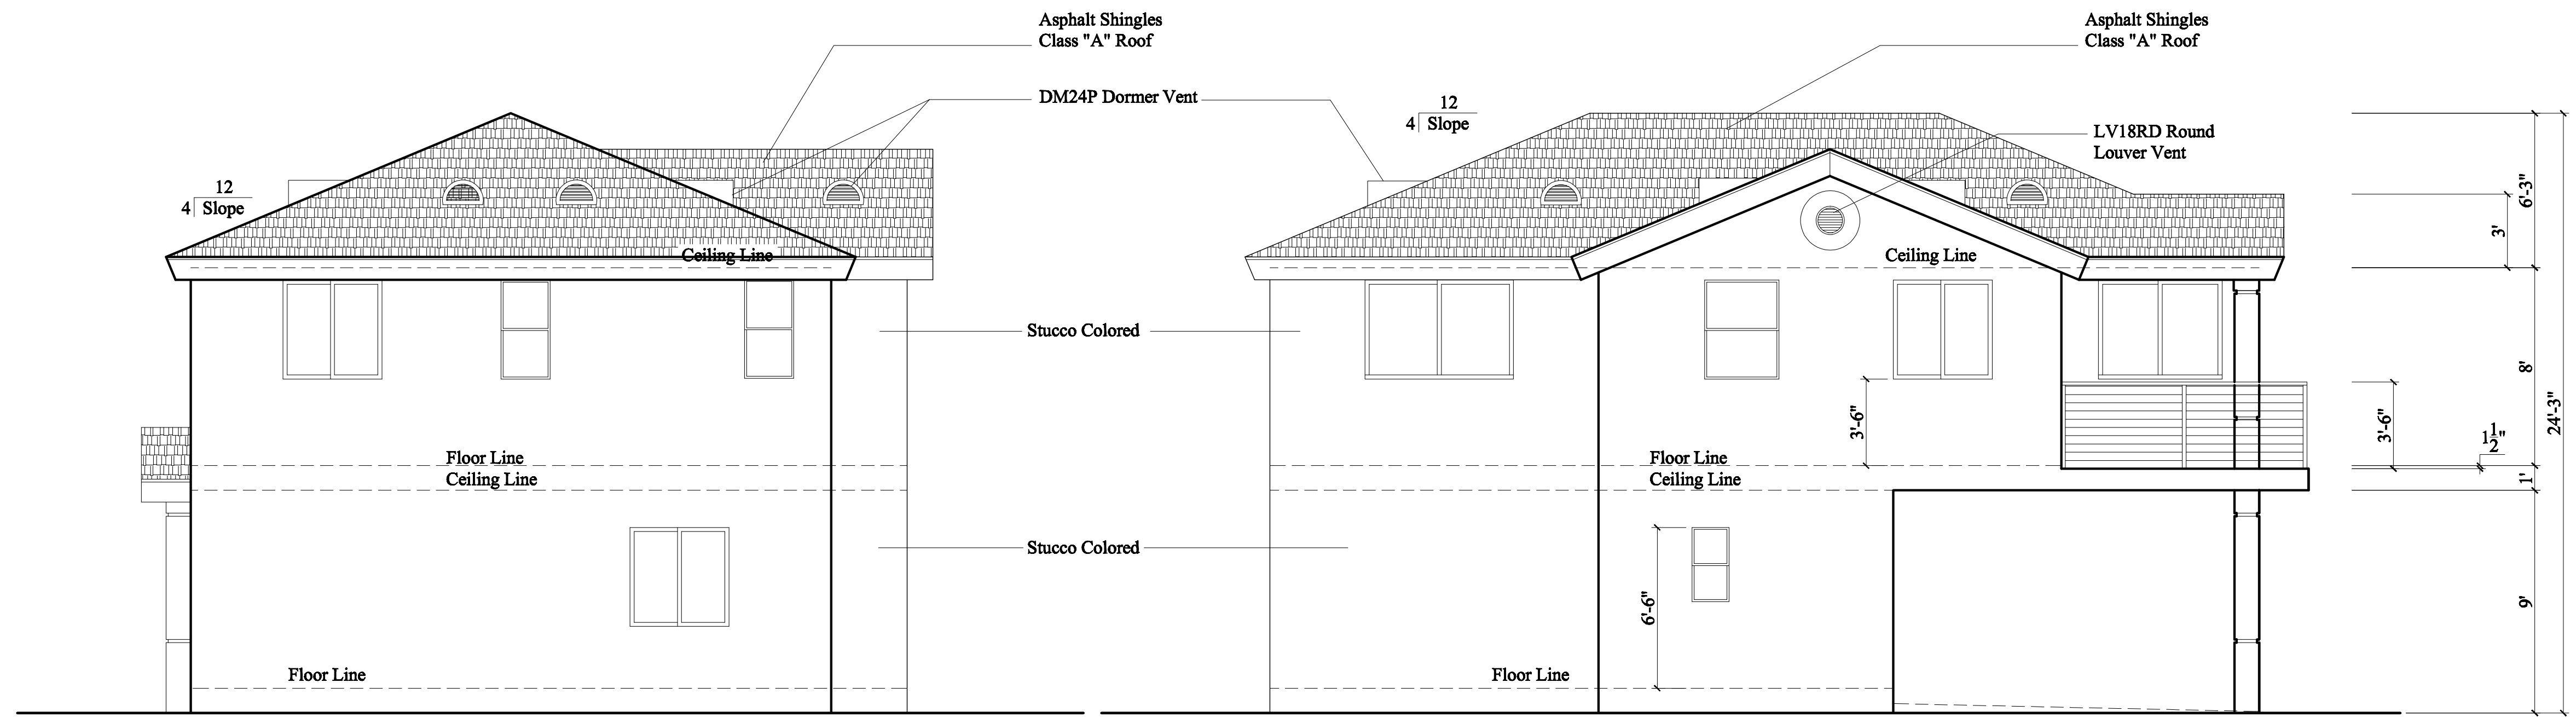 Asphalt Shingles
Class "A" Roof
DM24P Dormer Vent
12
4 Slope
Ceiling Line
Stucco Colored
Floor Line
Ceiling Line
Stucco Colored
Floor Line
Asphalt Shingles
Class "A" Roof
12
4 Slope
LV18RD Round
Louver Vent
Ceiling Line
3'-6"
Floor Line
Ceiling Line
6'-6"
Floor Line
3'-6"
1 1/2"
6'-3"
3'
8'
1'
9'
24'-3"